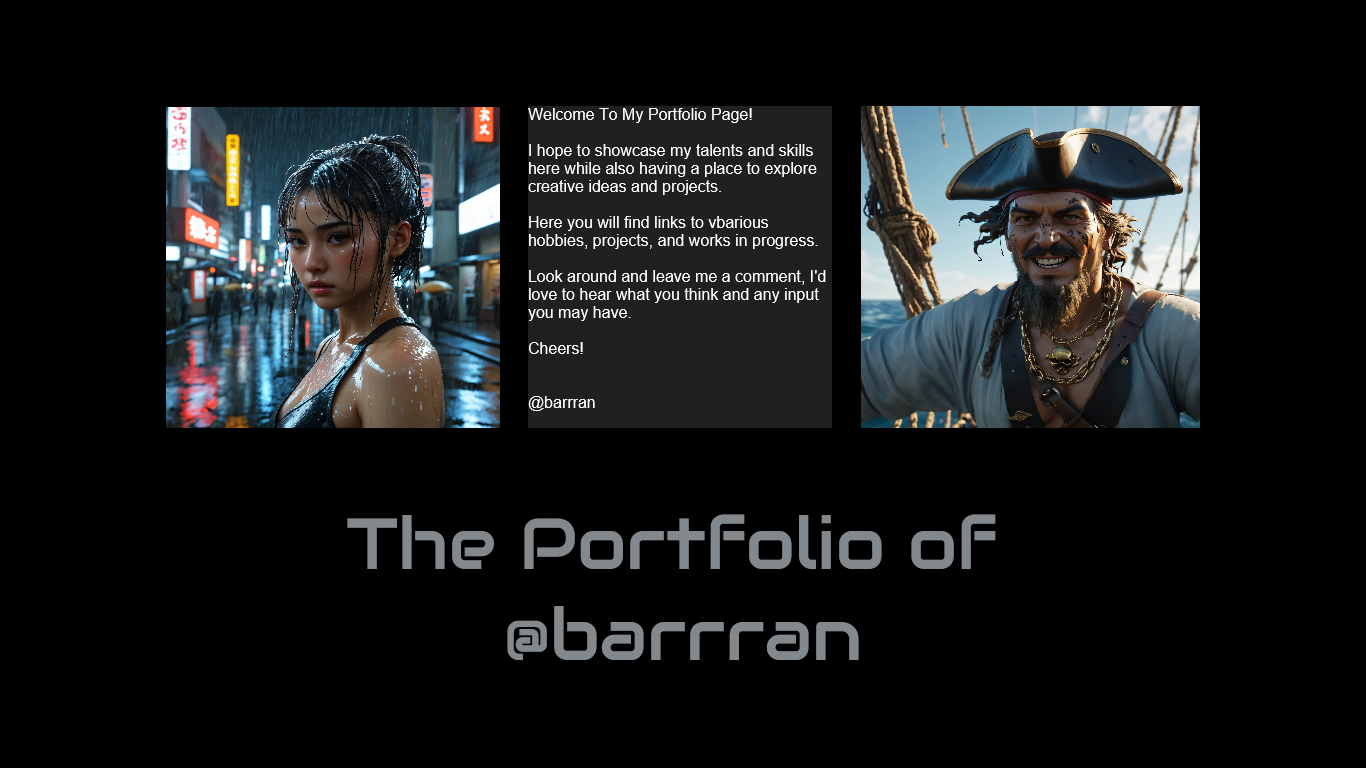 Welcome To My Portfolio Page!
I hope to showcase my talents and skills
here while also having a place to explore
creative ideas and projects.
Here you will find links to vbarious
hobbies, projects, and works in progress.
Look around and leave me a comment, I'd
love to hear what you think and any input
you may have.
Cheers!
@barrran
The Portfolio of
@barrran